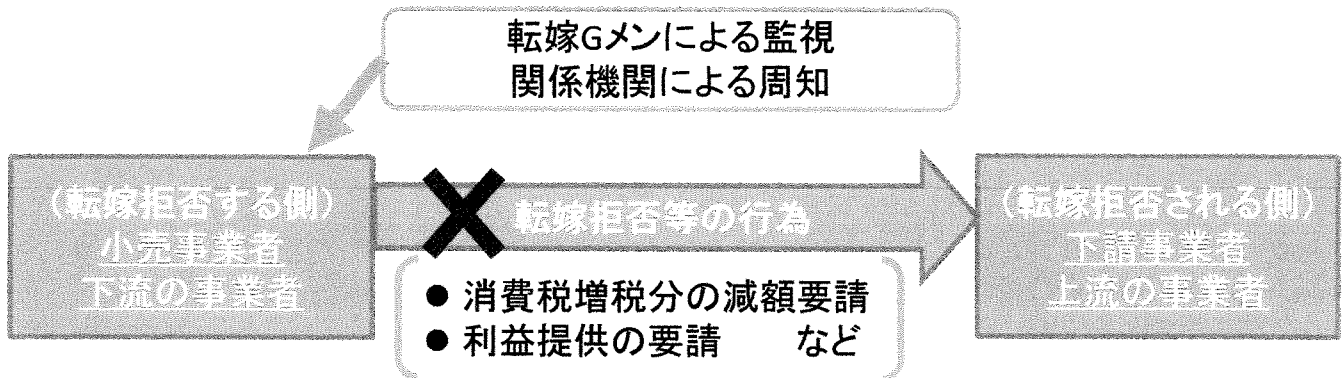 転嫁Gメンによる監視
関係機関による周知
(転嫁拒否する側)
小売事業者
下流の事業者
転嫁拒否等の行為
● 消費税増税分の減額要請
● 利益提供の要請　　など
(転嫁拒否される側)
下請事業者
上流の事業者